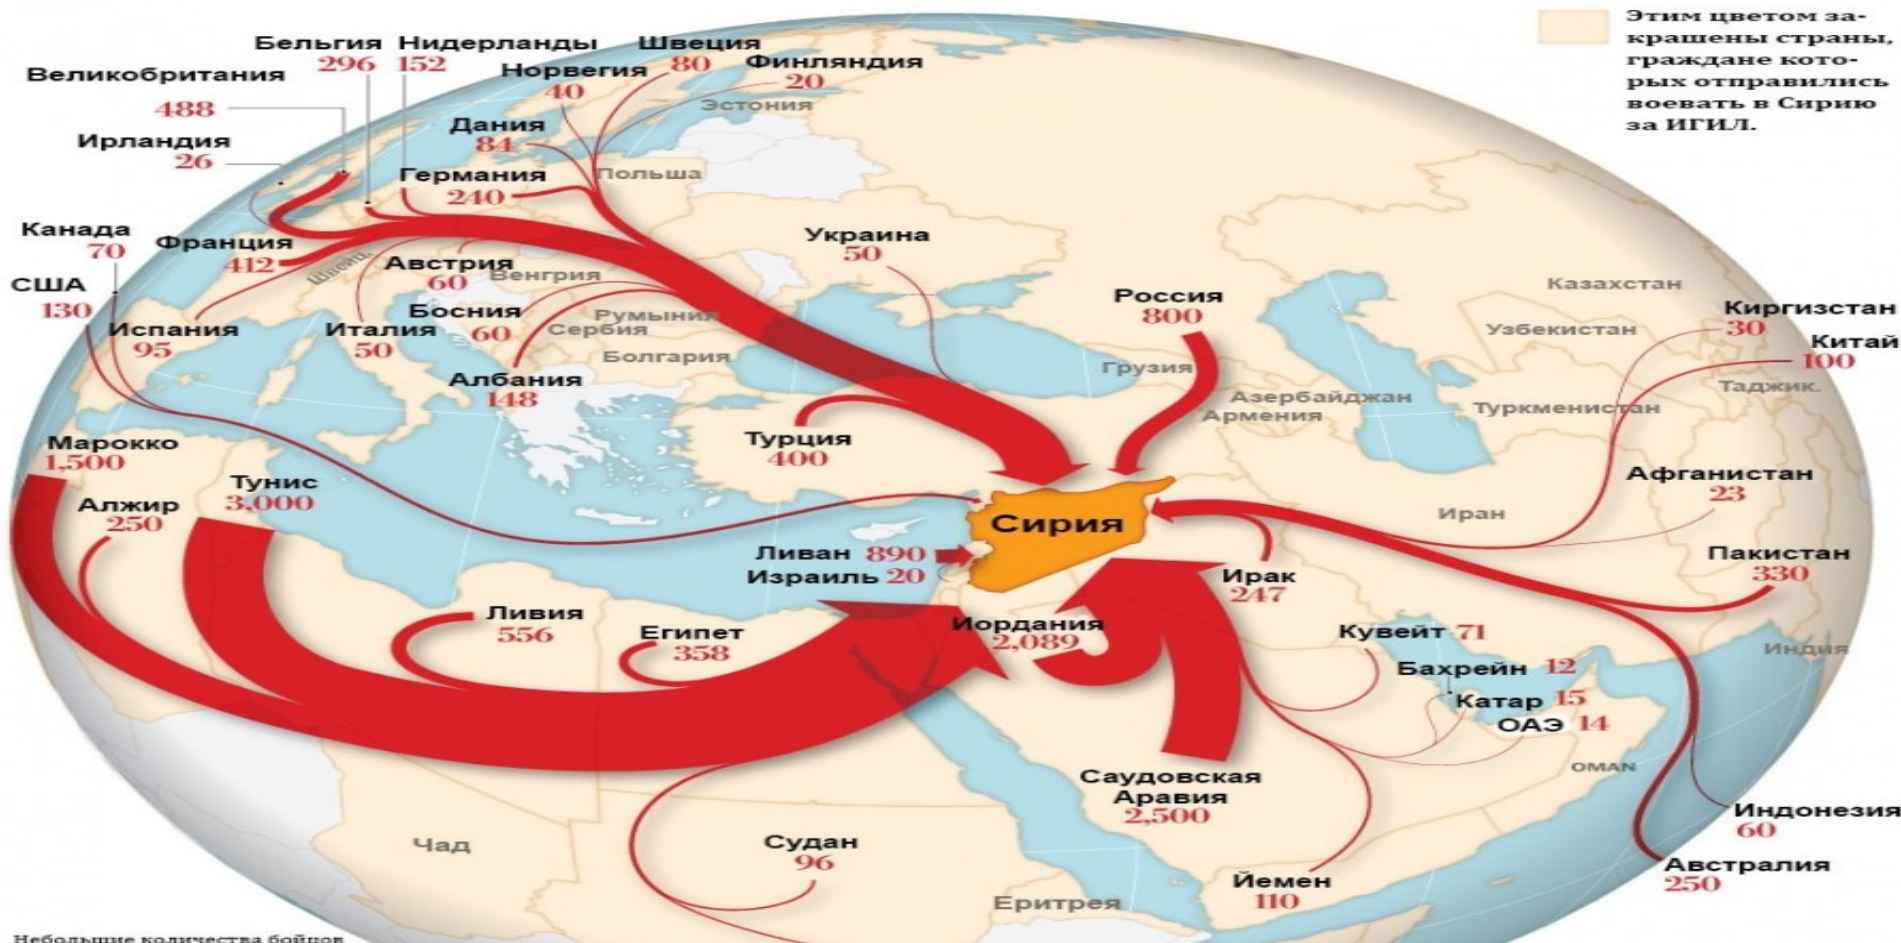 Этим цветом за-
крашены страны,
граждане кото-
рых отправились
воевать в Сирию
за ИГИЛ.
Бельгия
296
Нидерланды
152
Швеция
80
Великобритания
488
Норвегия
40
Финляндия
20
Эстония
Ирландия
26
Дания
84
Германия
240
Польша
Канада
70
Франция
412
Швейц.
Австрия
60
Венгрия
Украина
50
США
130
Испания
95
Италия
50
Босния
60
Румыния
Сербия
Болгария
Албания
148
Россия
800
Грузия
Азербайджан
Армения
Казахстан
Узбекистан
Киргизстан
30
Китай
100
Таджик.
Туркменистан
Марокко
1,500
Алжир
250
Тунис
3,000
Турция
400
Сирия
Афганистан
23
Иран
Ливан 890
Израиль 20
Пакистан
330
Ирак
247
Ливия
556
Египет
358
Иордания
2,089
Кувейт 71
Бахрейн 12
Катар 15
ОАЭ 14
Индия
OMAN
Саудовская
Аравия
2,500
Чад
Судан
96
Йемен
110
Эритрея
Индонезия
60
Австралия
250
Небольшие количества бойцов